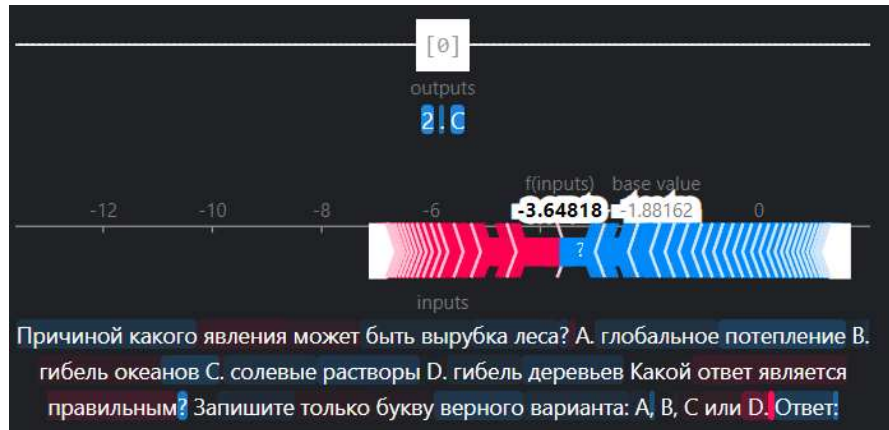 [0]
outputs
2.C
f(inputs) base value
-12 -10 -8 -6 -3.64818 -1.88162 0
?
inputs
Причиной какого явления может быть вырубка леса? A. глобальное потепление B.
гибель океанов C. солевые растворы D. гибель деревьев Какой ответ является
правильным? Запишите только букву верного варианта: A, B, C или D. Ответ: